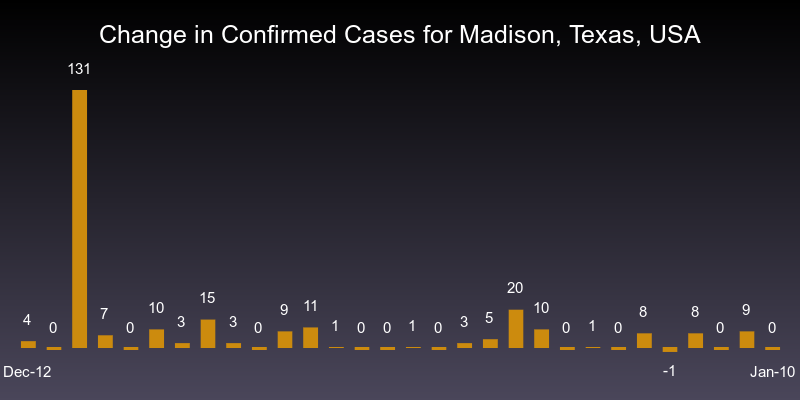 Change in Confirmed Cases for Madison, Texas, USA
131
4 0 7 0 10 3 15 3 0 9 11 1 0 0 1 0 3 5 20 10 0 1 0 8 8 0 9 0
-1
Dec-12 Jan-10